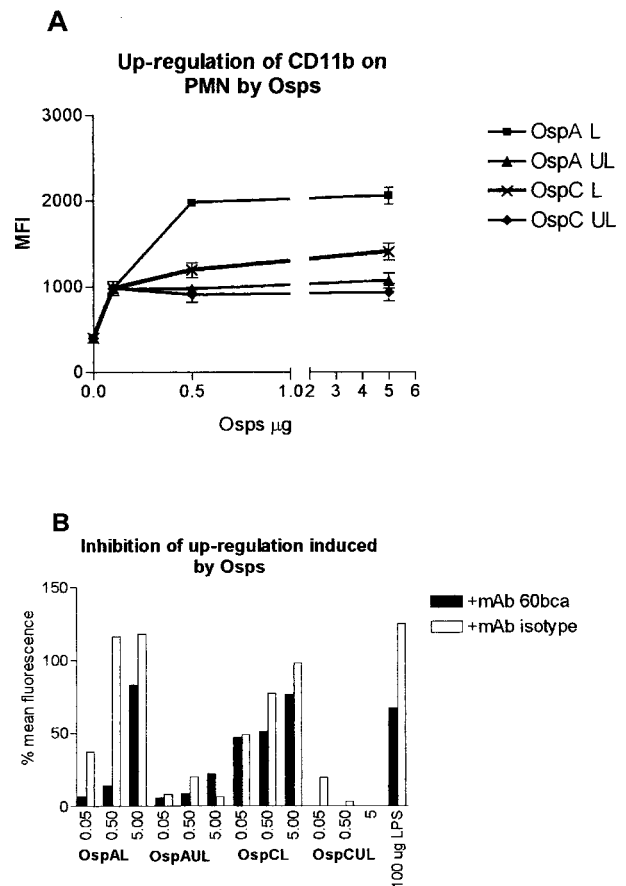 A
Up-regulation of CD11b on
PMN by Osps
3000
2000
1000
0
MFI
0.0
0.5
1.0
2
3
4
5
6
Osps μg
OspA L
OspA UL
OspC L
OspC UL
B
Inhibition of up-regulation induced
by Osps
150
100
50
0
% mean fluorescence
0.05
0.50
5.00
0.05
0.50
5.00
0.05
0.50
5.00
0.05
0.50
5
100 ug LPS
OspAL
OspAUL
OspCL
OspCUL
+mAb 60bca
+mAb isotype